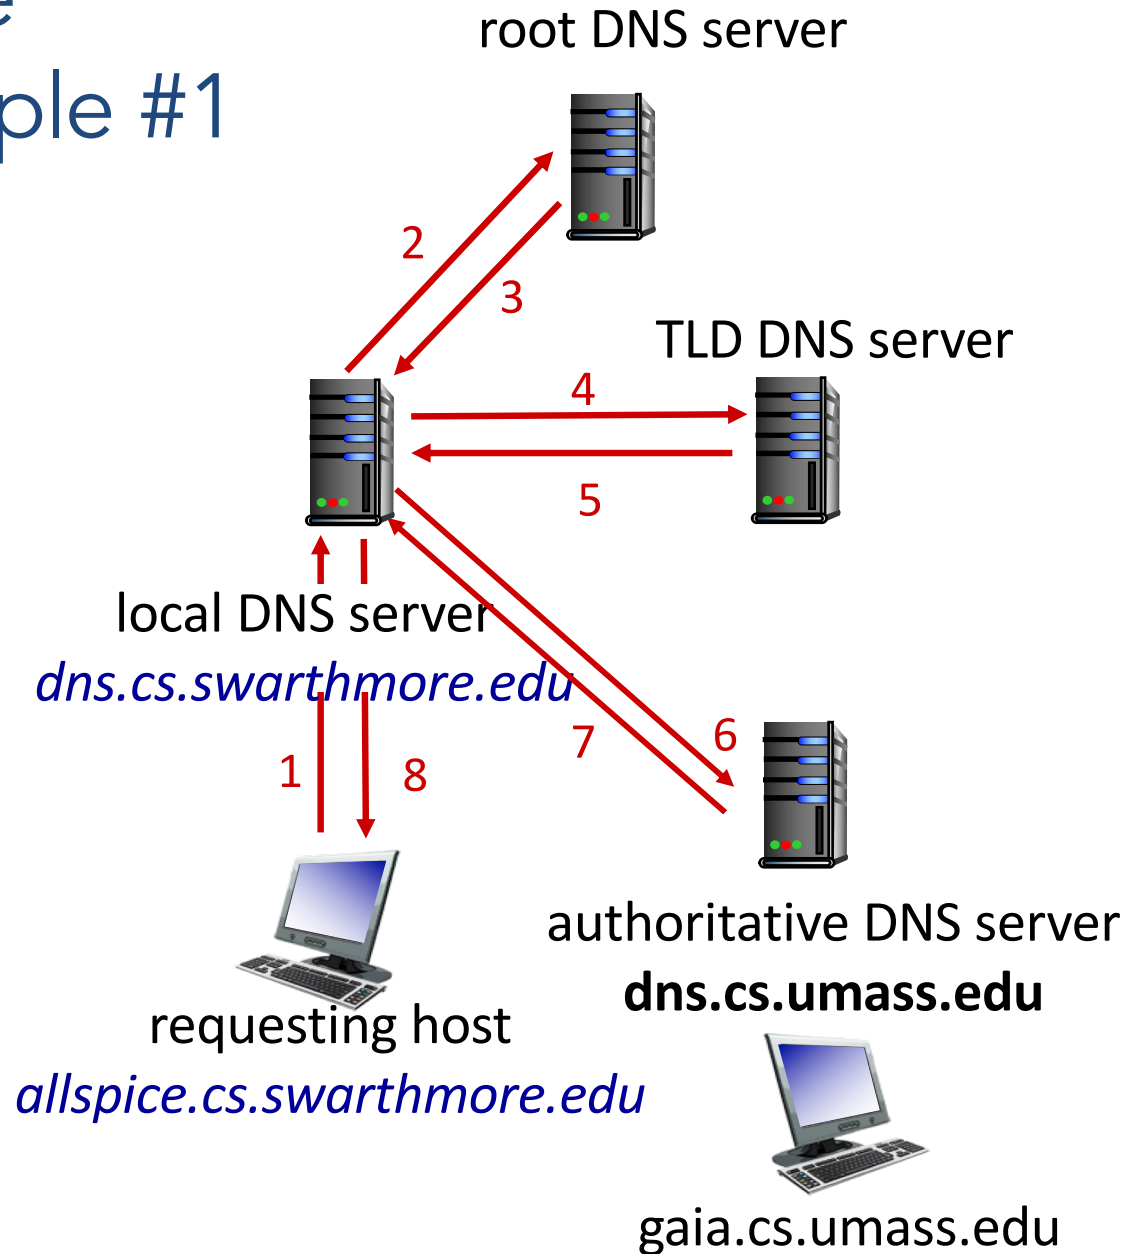 ple #1
root DNS server
2
3
TLD DNS server
4
5
local DNS server
dns.cs.swarthmore.edu
1
8
7
6
authoritative DNS server
dns.cs.umass.edu
requesting host
allspice.cs.swarthmore.edu
gaia.cs.umass.edu